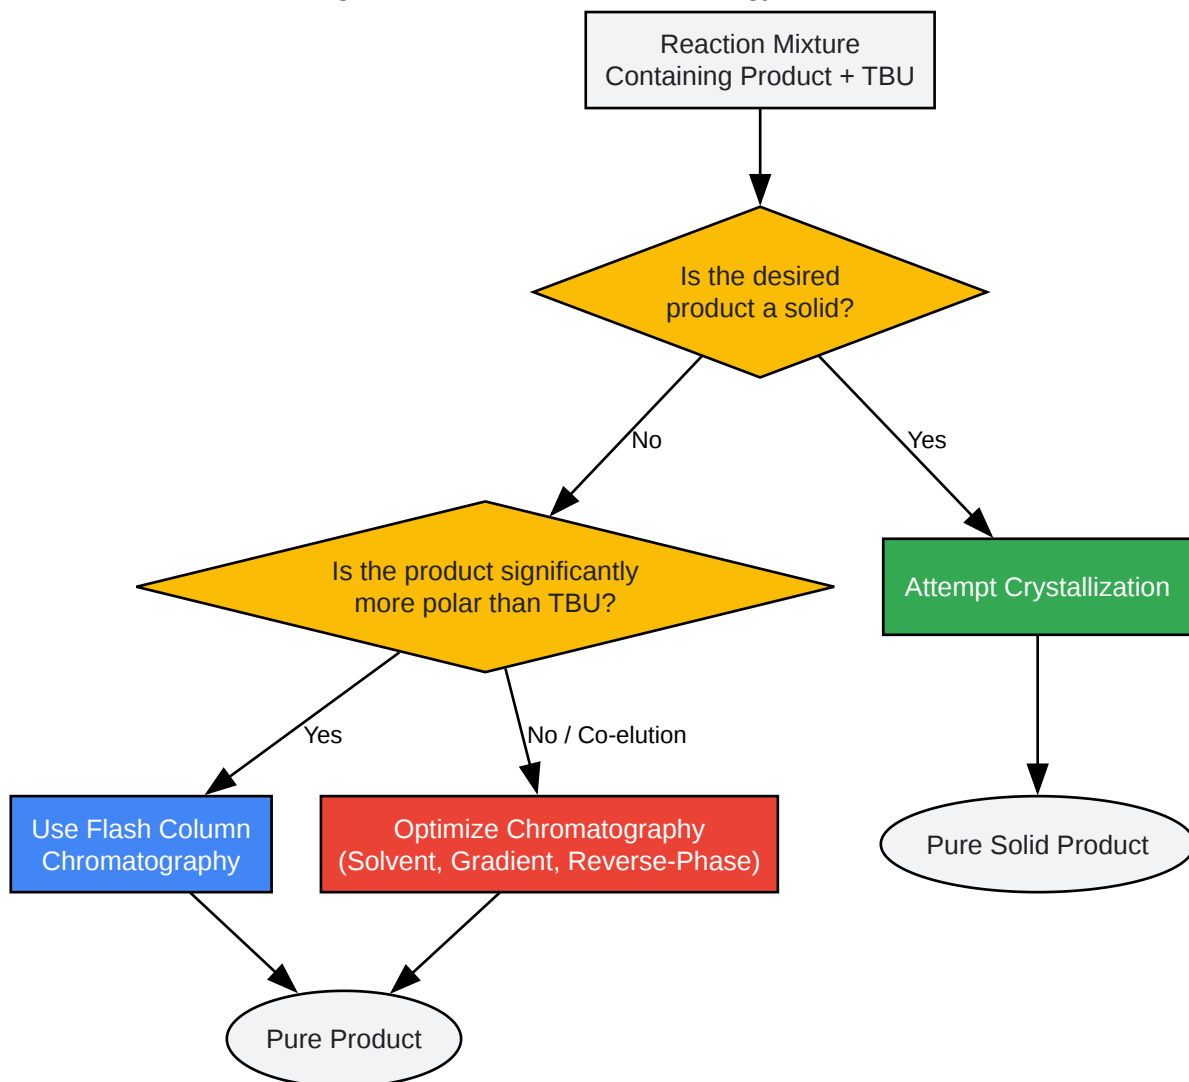 Reaction Mixture
Containing Product + TBU
Is the desired
product a solid?
No
Yes
Is the product significantly
more polar than TBU?
Attempt Crystallization
Yes
No / Co-elution
Use Flash Column
Chromatography
Optimize Chromatography
(Solvent, Gradient, Reverse-Phase)
Pure Solid Product
Pure Product